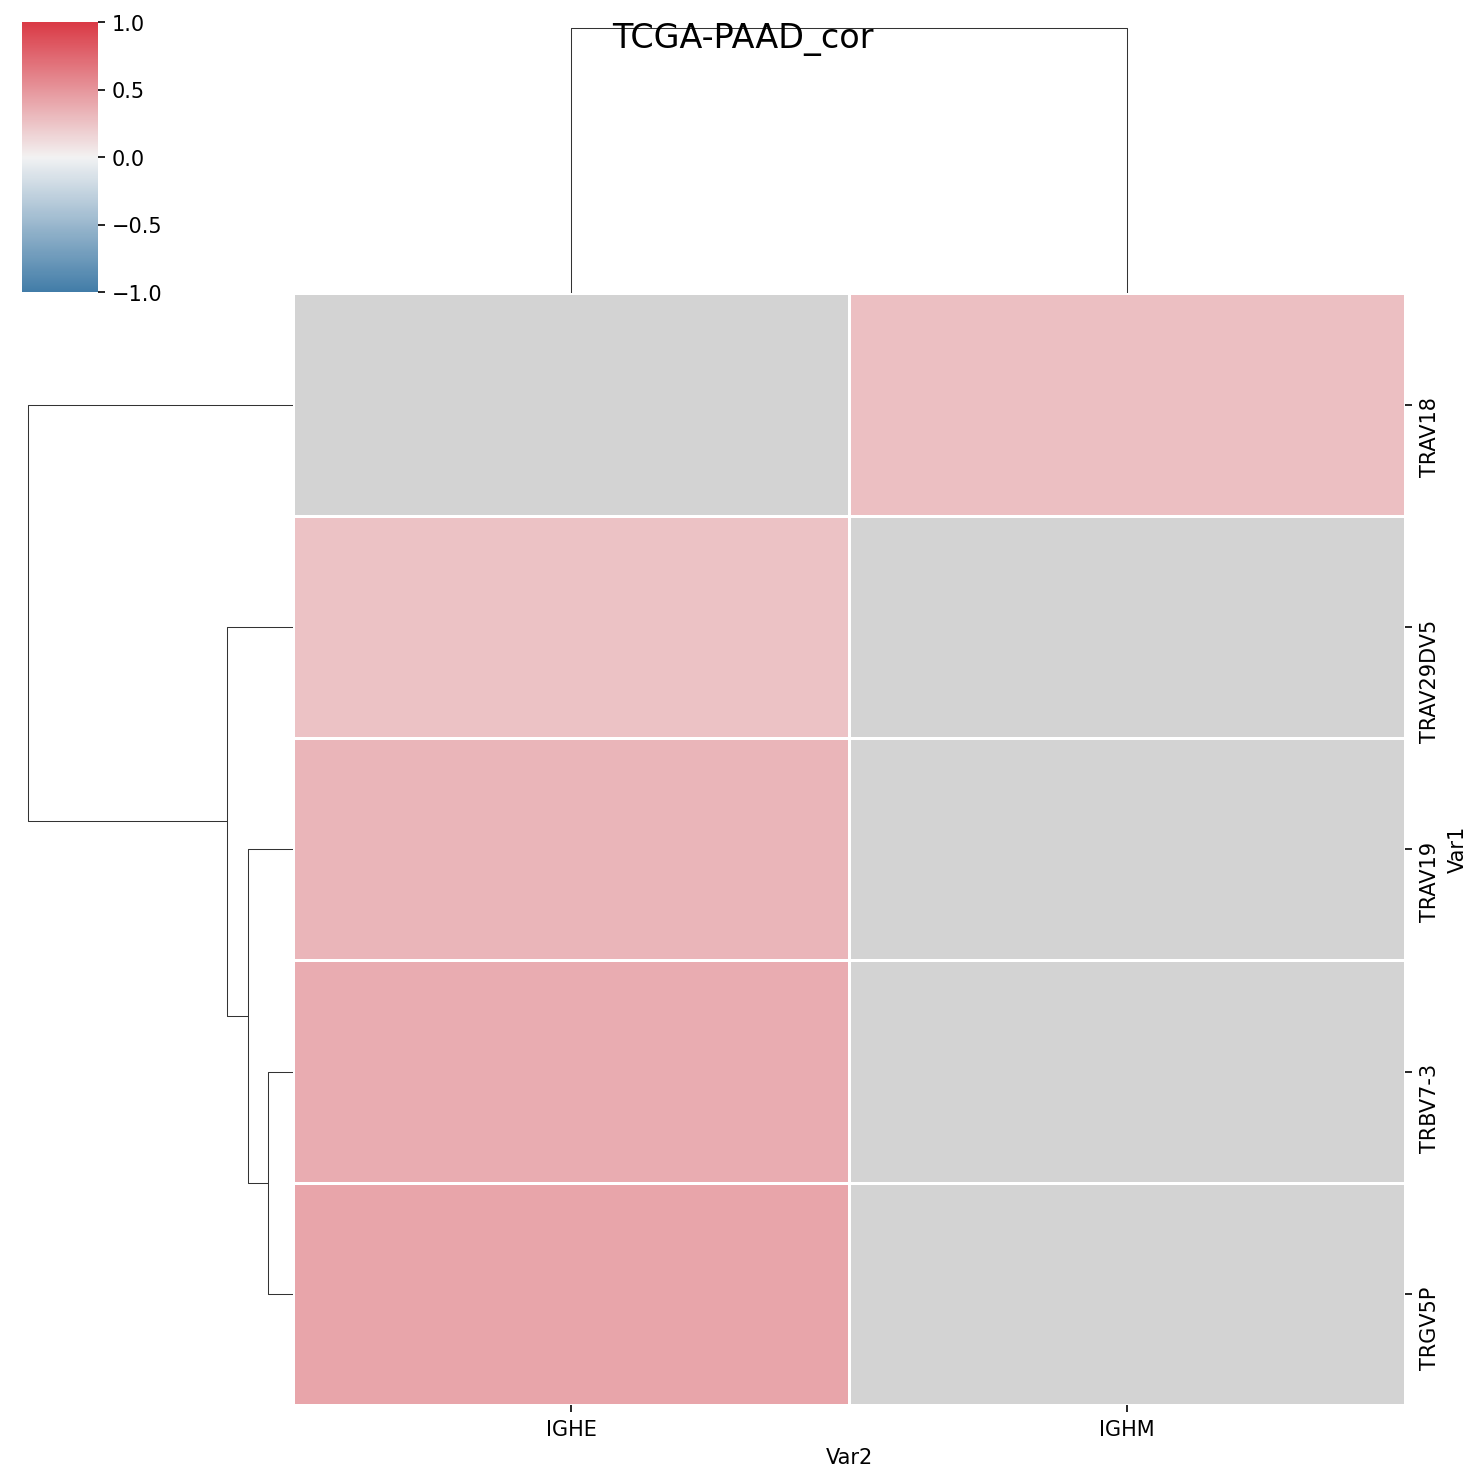 TCGA-PAAD_cor
1.0
0.5
0.0
−0.5
−1.0
TRAV18
TRAV29DV5
TRAV19
TRBV7-3
TRGV5P
Var1
IGHE
IGHM
Var2